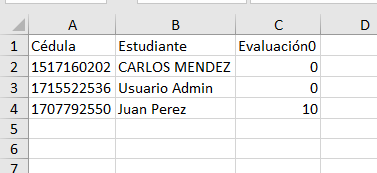 A B C D
1 Cédula Estudiante Evaluación0
2 1517160202 CARLOS MENDEZ 0
3 1715522536 Usuario Admin 0
4 1707792550 Juan Perez 10
5
6
7